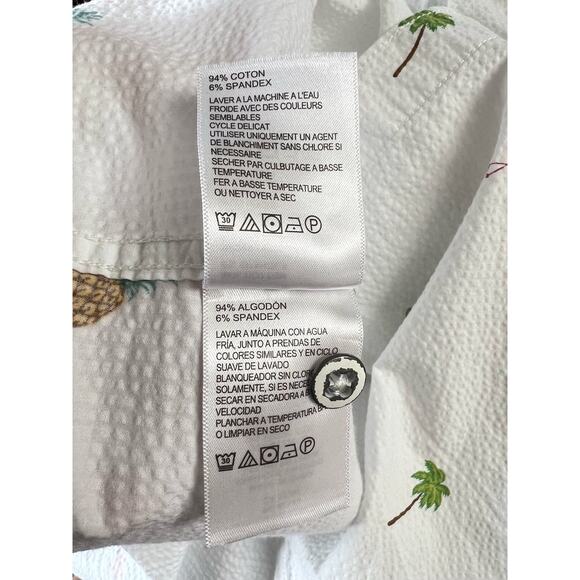 94% COTON
6% SPANDEX
LAVER A LA MACHINE A L'EAU
FROIDE AVEC DES COULEURS
SEMBLABLES
CYCLE DELICAT
UTILISER UNIQUEMENT UN AGENT
DE BLANCHIMENT SANS CHLORE SI
NECESSAIRE
SECHER PAR CULBUTAGE A BASSE
TEMPERATURE
FER A BASSE TEMPERATURE
OU NETTOYER A SEC
30 P
94% ALGODÓN
6% SPANDEX
LAVAR A MÁQUINA CON AGUA
FRÍA, JUNTO A PRENDAS DE
COLORES SIMILARES Y EN CICLO
SUAVE DE LAVADO
BLANQUEADOR SIN
SOLAMENTE, SI ES
SECAR EN SECADORA A
VELOCIDAD
PLANCHAR A TEMPERATURA
O LIMPIAR EN SECO
30 P